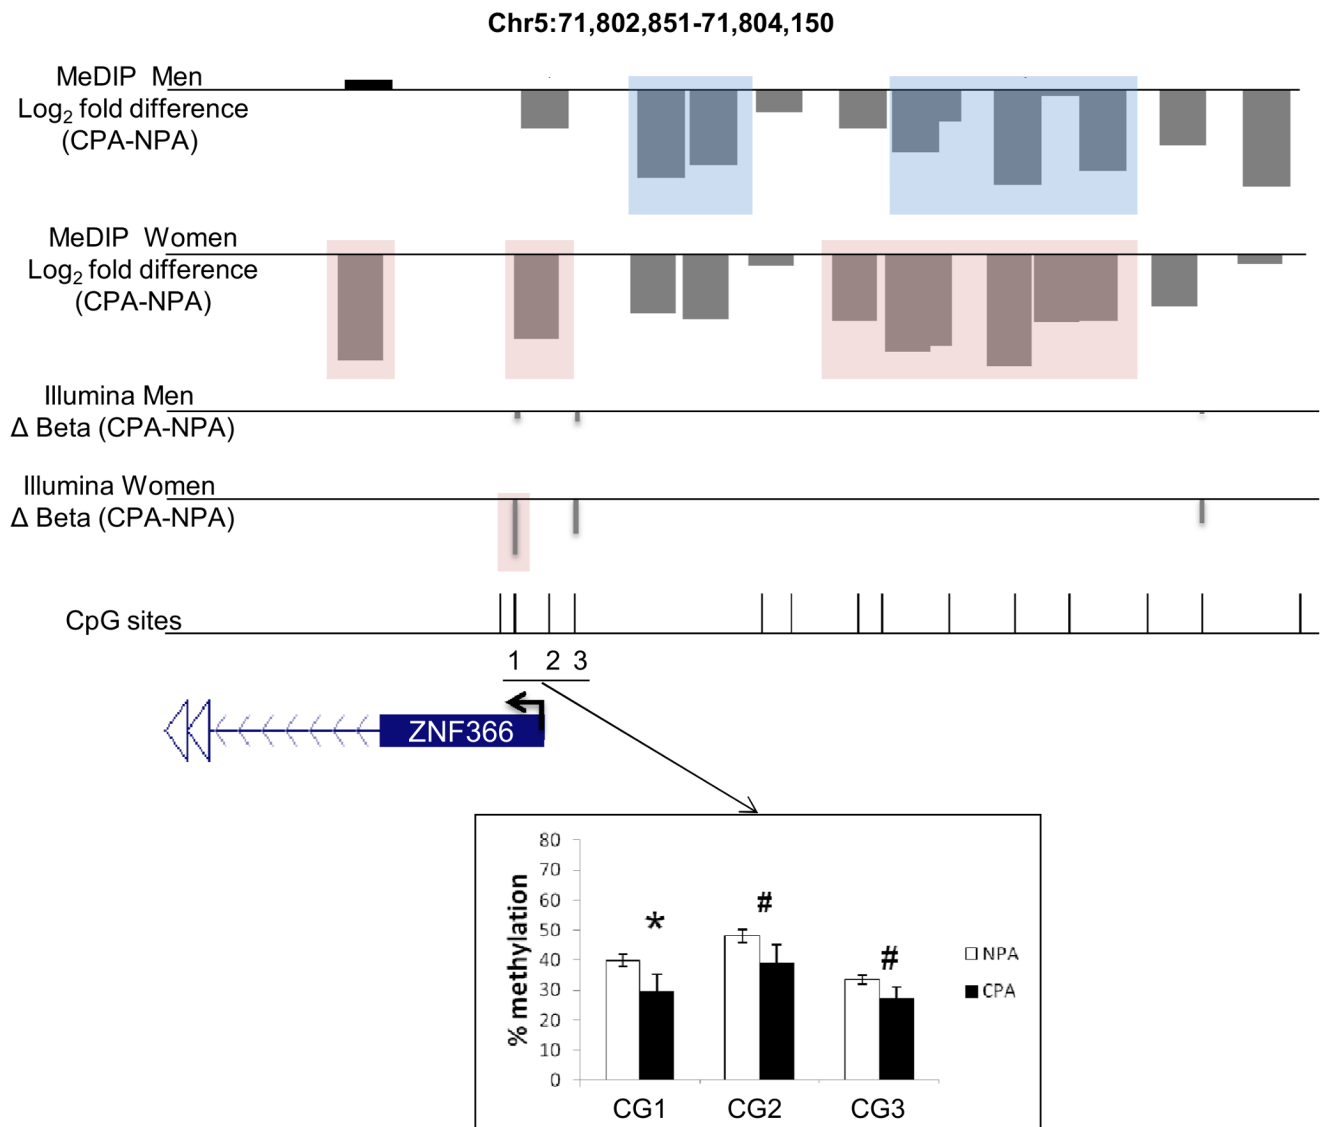 Chr5:71,802,851-71,804,150
MeDIP Men
Log2 fold difference
(CPA-NPA)
MeDIP Women
Log2 fold difference
(CPA-NPA)
Illumina Men
Δ Beta (CPA-NPA)
Illumina Women
Δ Beta (CPA-NPA)
CpG sites
1 2 3
ZNF366
% methylation
80
70
60
50
40
30
20
10
0
*
#
#
NPA
CPA
CG1 CG2 CG3